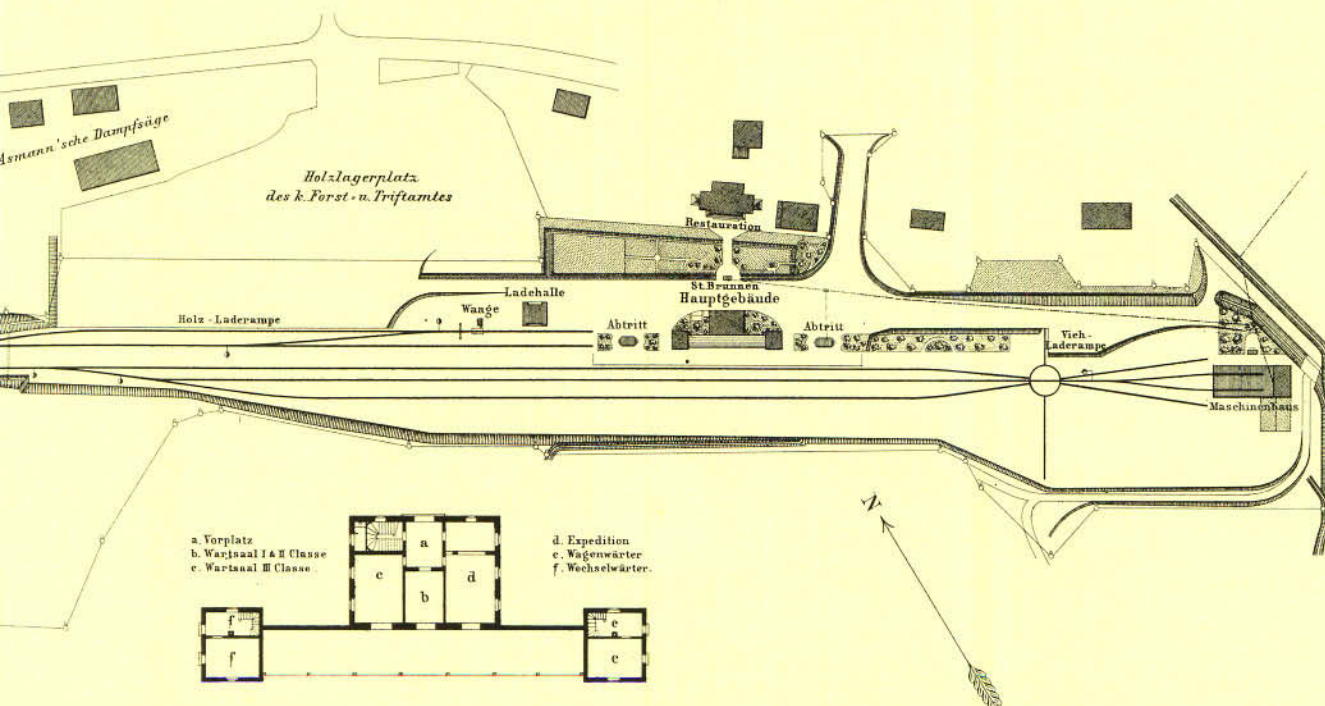 Asmann'sche Dampfsäge
Holzlagerplatz
des k. Forst- u. Triftamtes
Restauration
St. Brunnen
Hauptgebäude
Ladehalle
Wange
Holz-Laderampe
Abtritt
Abtritt
Vieh-
Laderampe
Maschinenhaus
N
a. Vorplatz
b. Wartsaal I & II Classe
c. Wartsaal III Classe.
d. Expedition
e. Wagenwärter
f. Wechselwärter.
a
c
d
b
f
f
e
e